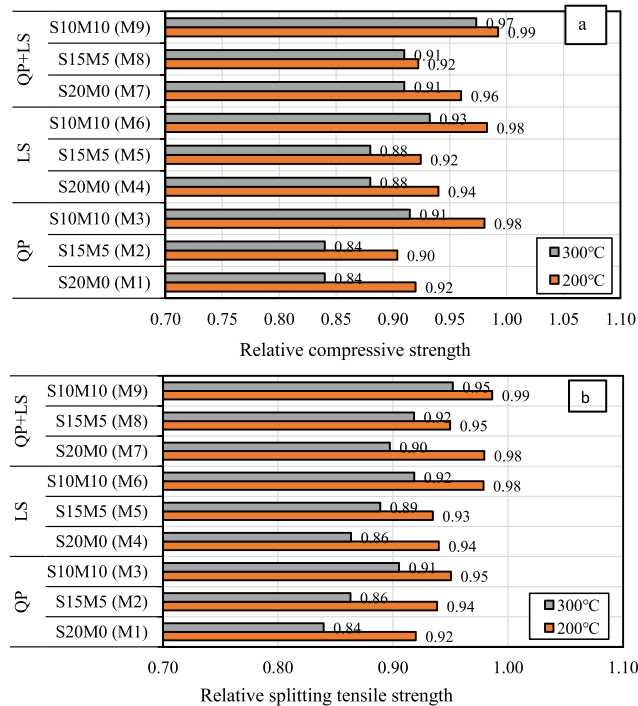 a
QP+LS
S10M10 (M9)
0.97
0.99
S15M5 (M8)
0.91
0.92
S20M0 (M7)
0.91
0.96
LS
S10M10 (M6)
0.93
0.98
S15M5 (M5)
0.88
0.92
S20M0 (M4)
0.88
0.94
QP
S10M10 (M3)
0.91
0.98
S15M5 (M2)
0.84
0.90
S20M0 (M1)
0.84
0.92
300°C
200°C
0.70 0.75 0.80 0.85 0.90 0.95 1.00 1.05 1.10
Relative compressive strength
b
QP+LS
S10M10 (M9)
0.95
0.99
S15M5 (M8)
0.92
0.95
S20M0 (M7)
0.90
0.98
LS
S10M10 (M6)
0.92
0.98
S15M5 (M5)
0.89
0.93
S20M0 (M4)
0.86
0.94
QP
S10M10 (M3)
0.91
0.95
S15M5 (M2)
0.86
0.94
S20M0 (M1)
0.84
0.92
300°C
200°C
0.70 0.80 0.90 1.00 1.10
Relative splitting tensile strength